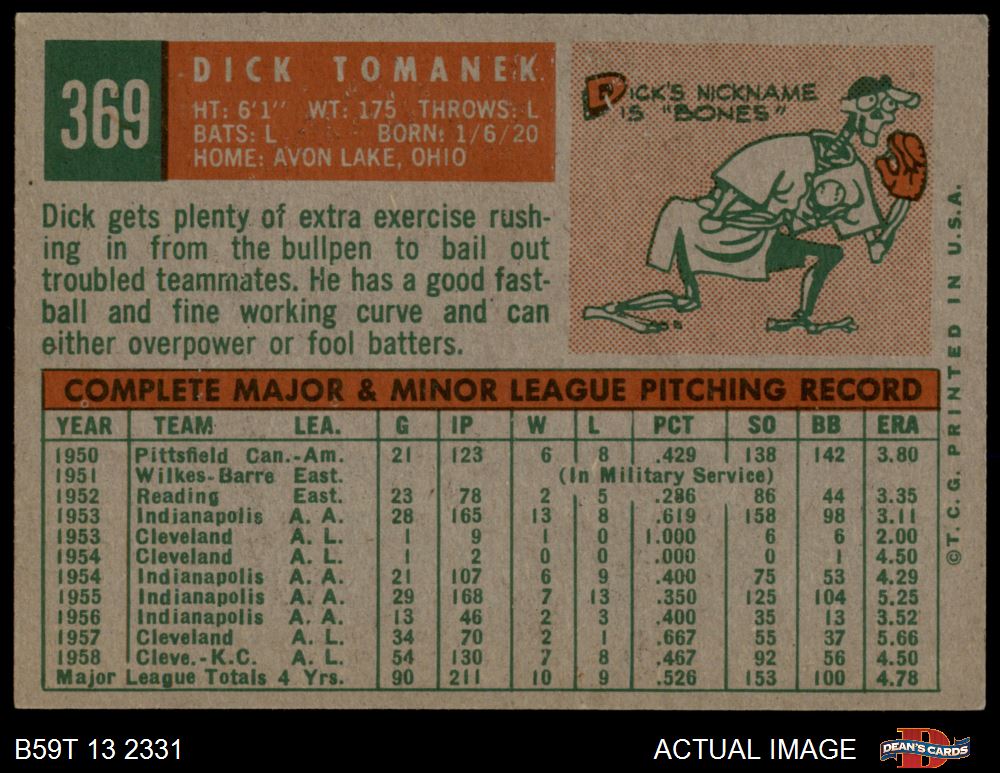 369
DICK TOMANEK
HT: 6'1" WT: 175 THROWS: L
BATS: L BORN: 1/6/20
HOME: AVON LAKE, OHIO
DICK'S NICKNAME
IS "BONES"
Dick gets plenty of extra exercise rush-
ing in from the bullpen to bail out
troubled teammates. He has a good fast-
ball and fine working curve and can
either overpower or fool batters.
COMPLETE MAJOR & MINOR LEAGUE PITCHING RECORD
YEAR TEAM LEA. G IP W L PCT SO BB ERA
1950 Pittsfield Can.-Am. 21 123 6 8 .429 138 142 3.80
1951 Wilkes-Barre East. (In Military Service)
1952 Reading East. 23 78 2 5 .286 86 44 3.35
1953 Indianapolis A. A. 28 165 13 8 .619 158 98 3.11
1953 Cleveland A. L. 1 9 1 0 1.000 6 6 2.00
1954 Cleveland A. L. 1 2 0 0 .000 0 1 4.50
1954 Indianapolis A. A. 21 107 6 9 .400 75 53 4.29
1955 Indianapolis A. A. 29 168 7 13 .350 125 104 5.25
1956 Indianapolis A. A. 13 46 2 3 .400 35 13 3.52
1957 Cleveland A. L. 34 70 2 1 .667 55 37 5.66
1958 Cleve.-K.C. A. L. 54 130 7 8 .467 92 56 4.50
Major League Totals 4 Yrs. 90 211 10 9 .526 153 100 4.78
©T.C.G. PRINTED IN U.S.A.
B59T 13 2331
ACTUAL IMAGE
DEAN'S CARDS